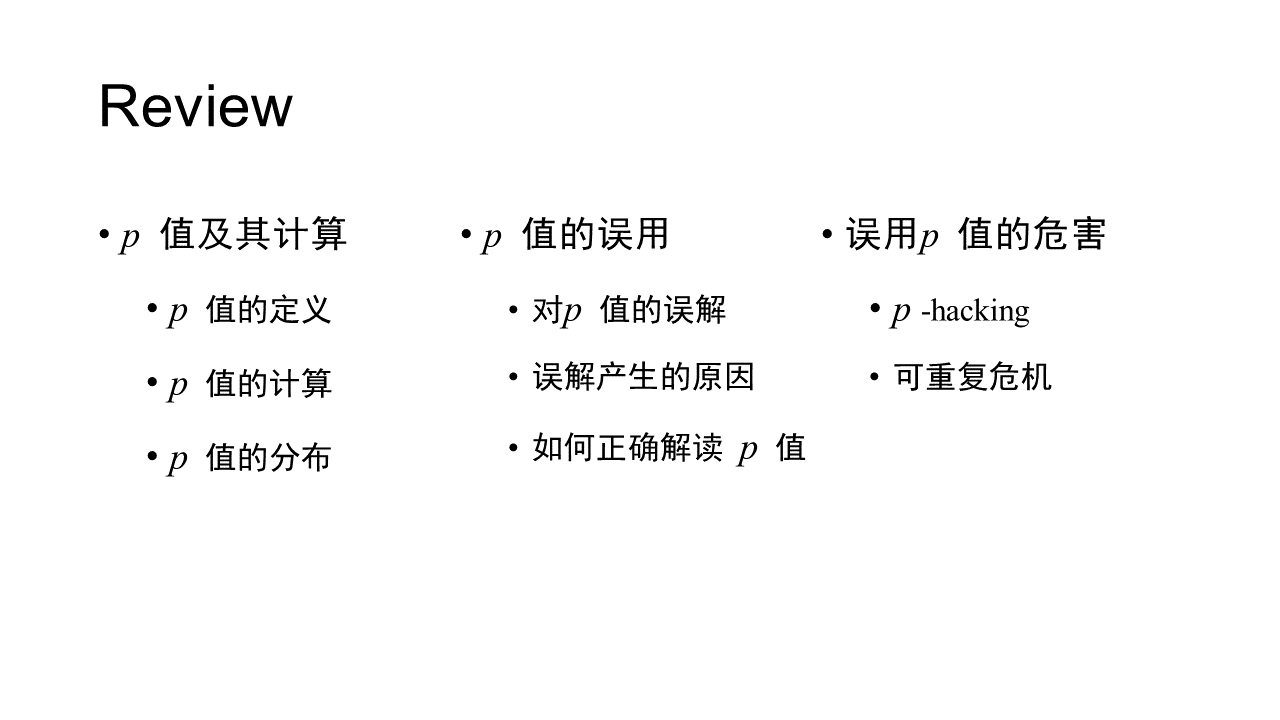 Review
• p 值及其计算
• p 值的定义
• p 值的计算
• p 值的分布
• p 值的误用
• 对p 值的误解
• 误解产生的原因
• 如何正确解读 p 值
• 误用p 值的危害
• p -hacking
• 可重复危机